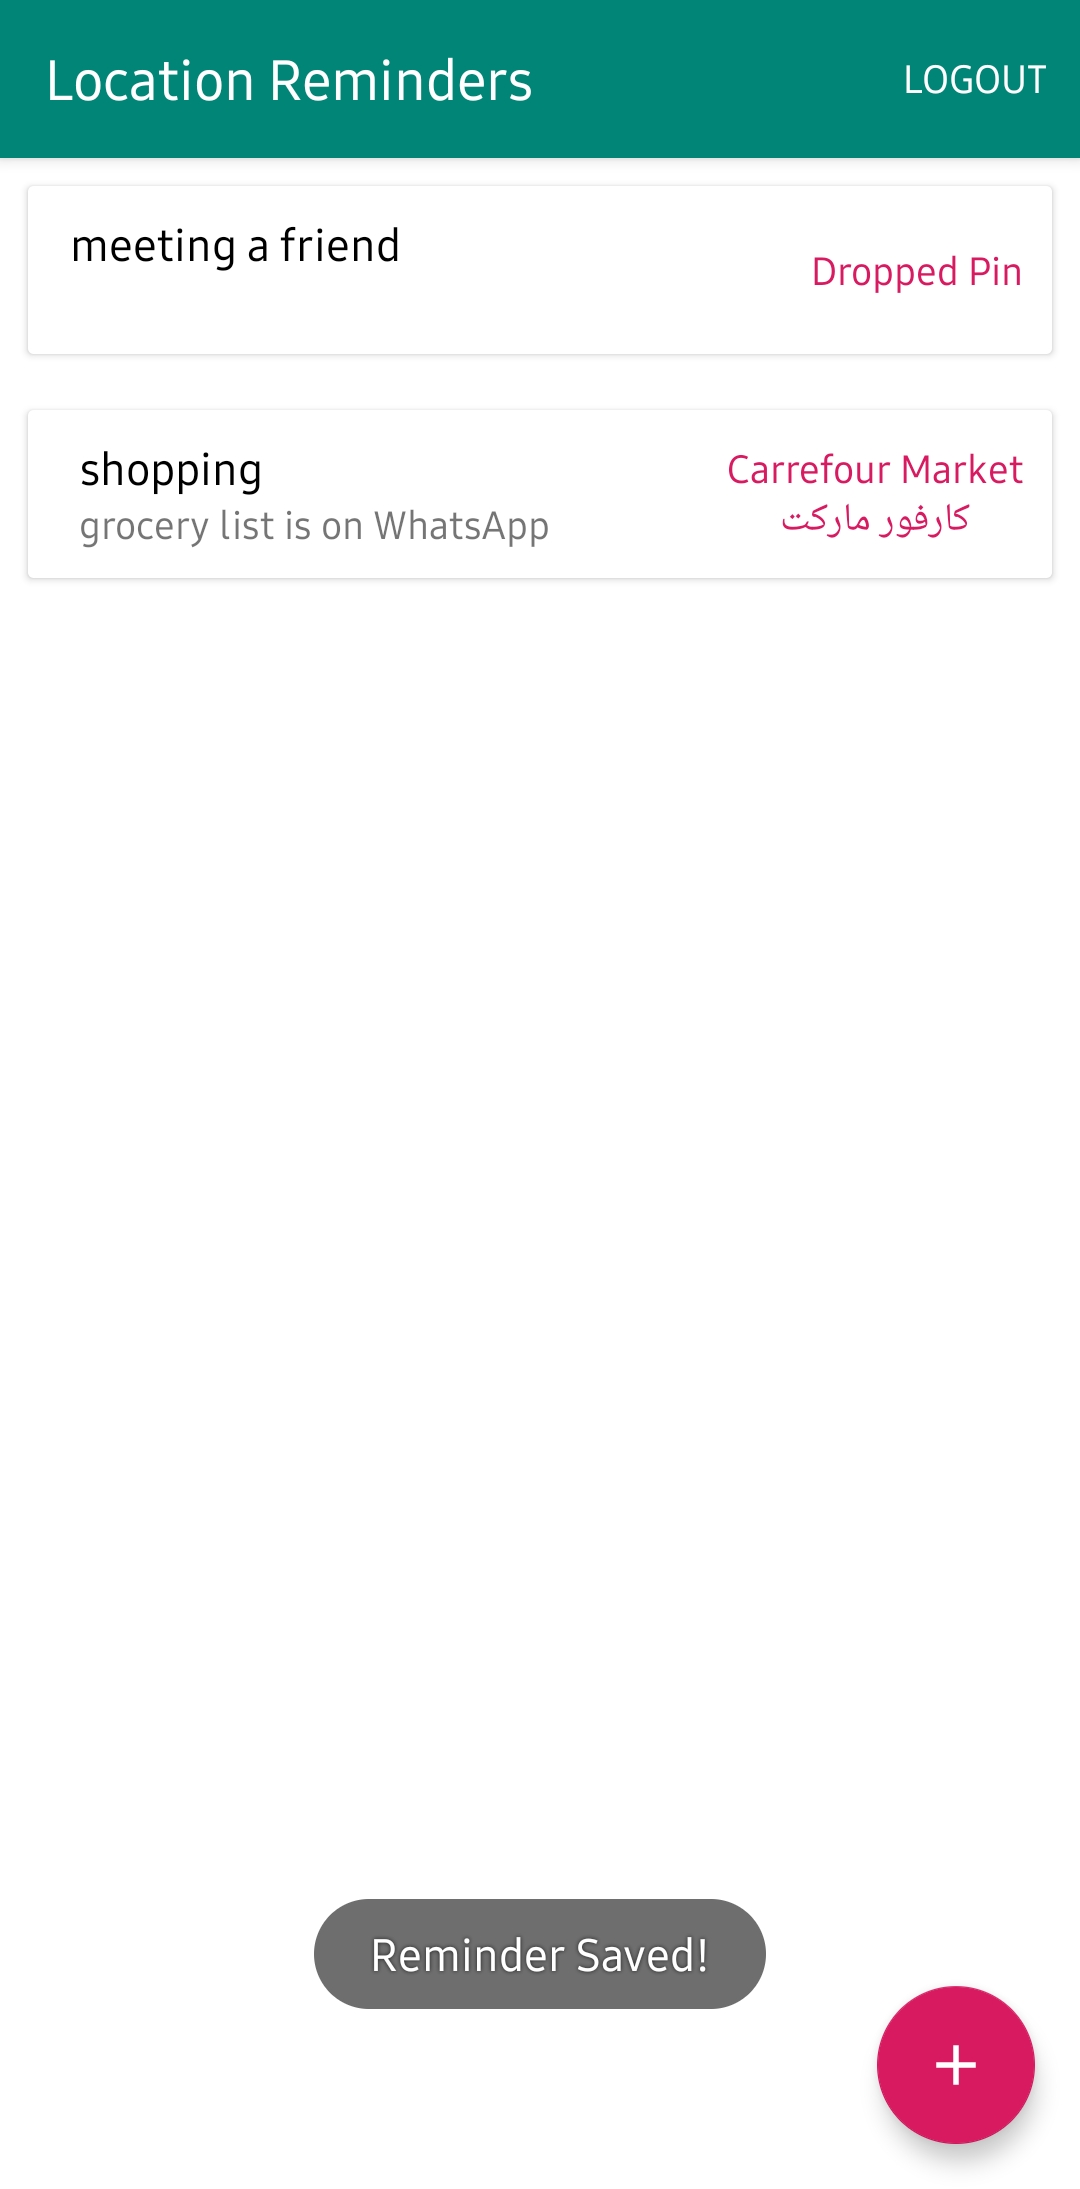 Location Reminders
LOGOUT
meeting a friend
Dropped Pin
shopping
grocery list is on WhatsApp
Carrefour Market
كارفور ماركت
Reminder Saved!
+